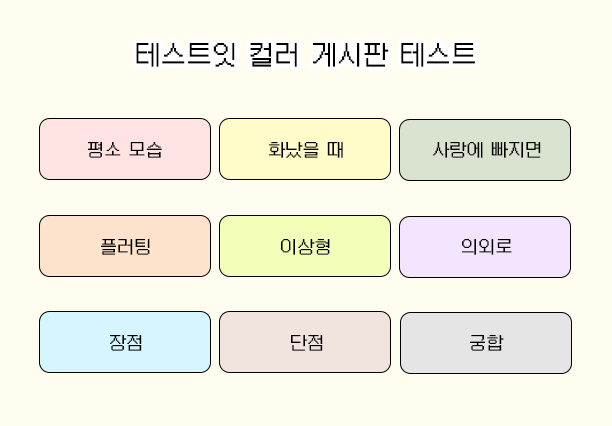 테스트잇 컬러 게시판 테스트
평소 모습
화났을 때
사랑에 빠지면
플러팅
이상형
의외로
장점
단점
궁합